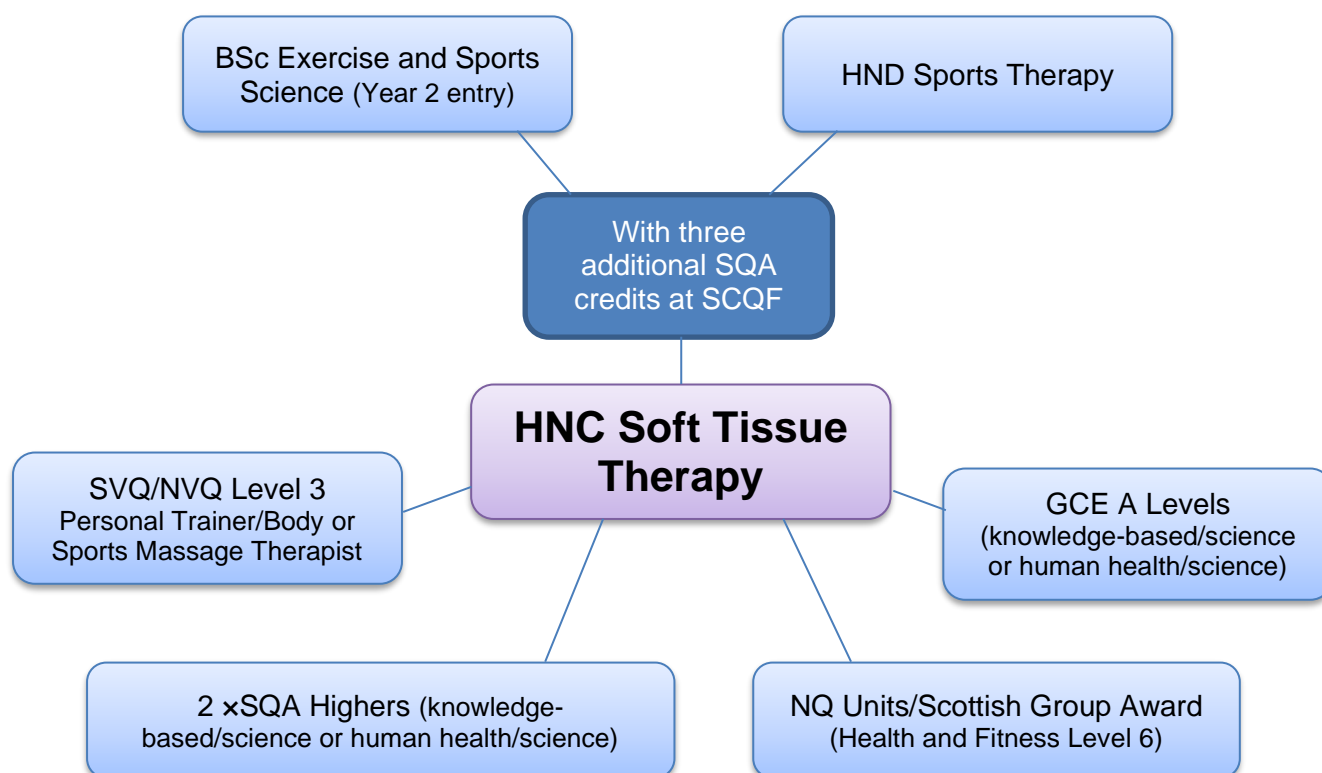 BSc Exercise and Sports
Science (Year 2 entry)
HND Sports Therapy
With three
additional SQA
credits at SCQF
HNC Soft Tissue
Therapy
SVQ/NVQ Level 3
Personal Trainer/Body or
Sports Massage Therapist
GCE A Levels
(knowledge-based/science
or human health/science)
2 ×SQA Highers (knowledge-
based/science or human health/science)
NQ Units/Scottish Group Award
(Health and Fitness Level 6)